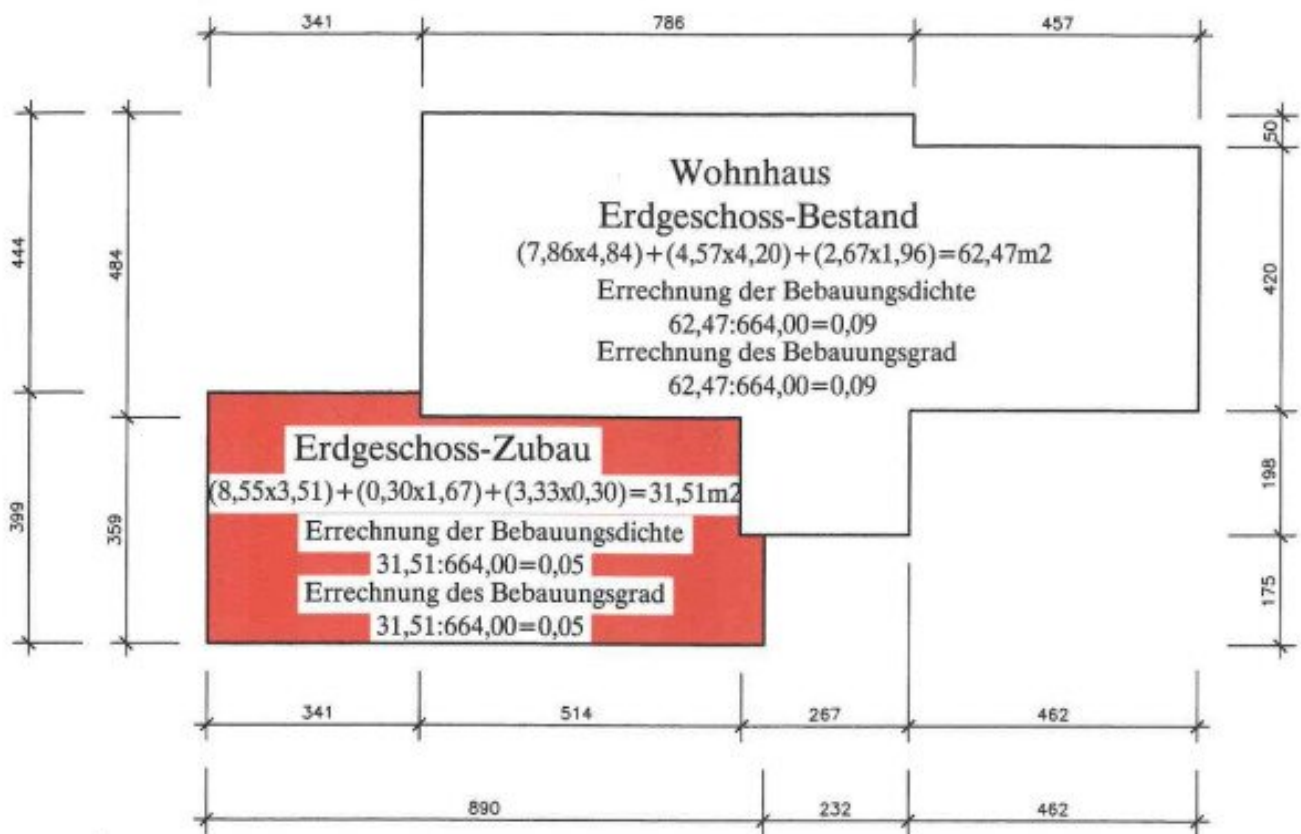 341 786 457
50
444
484
420
Wohnhaus
Erdgeschoss-Bestand
(7,86x4,84)+(4,57x4,20)+(2,67x1,96)=62,47m2
Errechnung der Bebauungsdichte
62,47:664,00=0,09
Errechnung des Bebauungsgrad
62,47:664,00=0,09
399
359
198
175
Erdgeschoss-Zubau
(8,55x3,51)+(0,30x1,67)+(3,33x0,30)=31,51m2
Errechnung der Bebauungsdichte
31,51:664,00=0,05
Errechnung des Bebauungsgrad
31,51:664,00=0,05
341 514 267 462
890 232 462